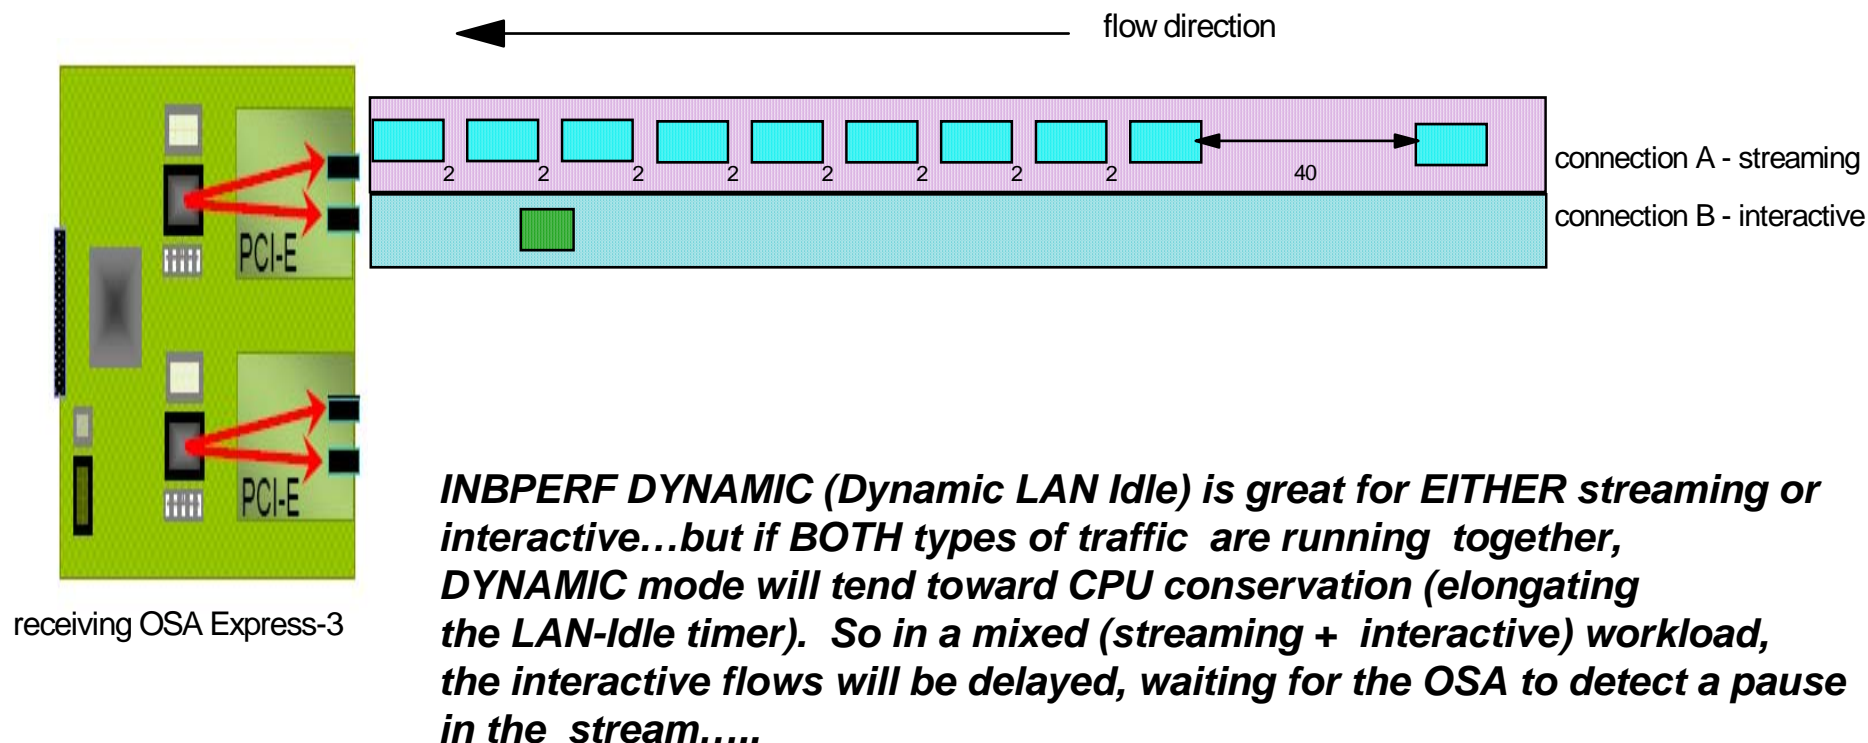 flow direction
2 2 2 2 2 2 2 2 40
connection A - streaming
connection B - interactive
PCI-E
PCI-E
receiving OSA Express-3
INBPERF DYNAMIC (Dynamic LAN Idle) is great for EITHER streaming or
interactive…but if BOTH types of traffic are running together,
DYNAMIC mode will tend toward CPU conservation (elongating
the LAN-Idle timer). So in a mixed (streaming + interactive) workload,
the interactive flows will be delayed, waiting for the OSA to detect a pause
in the stream…..